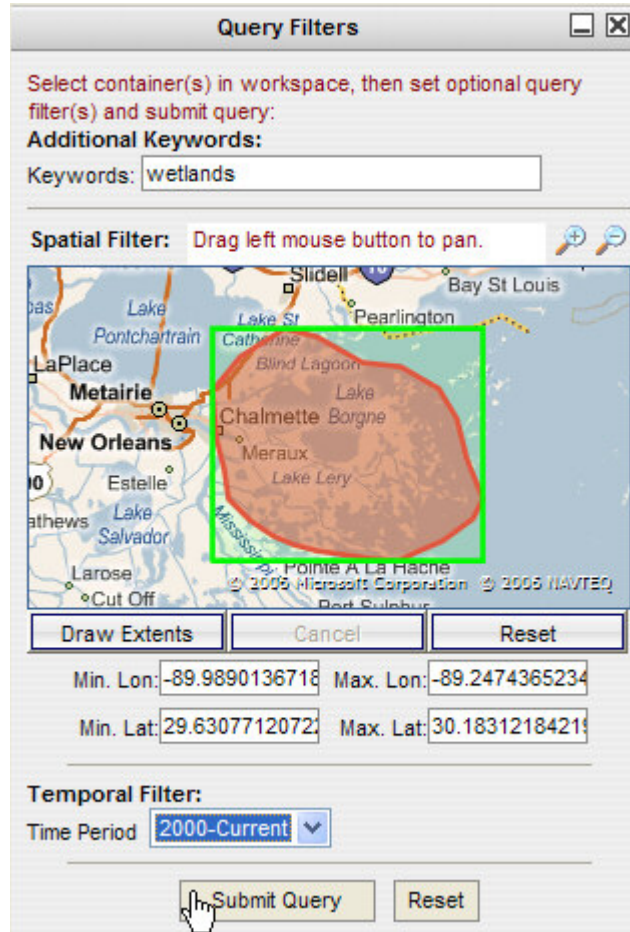 Query Filters
Select container(s) in workspace, then set optional query
filter(s) and submit query:
Additional Keywords:
Keywords: wetlands
Spatial Filter: Drag left mouse button to pan.
Slidell 10
Bay St Louis
Lake
Pontchartrain
Lake St
Catherine
Pearlington
LaPlace
Blind Lagoon
Metairie
Lake
Borgne
Chalmette
New Orleans
Meraux
Estelle
Lake Lery
Lake
Salvador
Mississippi
Larose
Pointe A La Hache
© 2006 Microsoft Corporation © 2006 NAVTEQ
Cut Off
Port Sulphur
Draw Extents Cancel Reset
Min. Lon: -89.9890136718 Max. Lon: -89.2474365234
Min. Lat: 29.6307712072 Max. Lat: 30.1831218421
Temporal Filter:
Time Period 2000-Current
Submit Query Reset